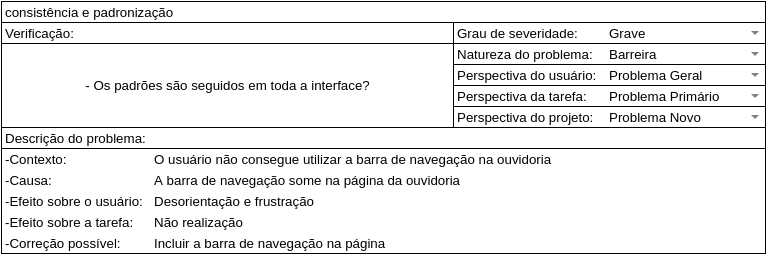 consistência e padronização
Verificação:
Grau de severidade: Grave
Natureza do problema: Barreira
- Os padrões são seguidos em toda a interface?
Perspectiva do usuário: Problema Geral
Perspectiva da tarefa: Problema Primário
Perspectiva do projeto: Problema Novo
Descrição do problema:
-Contexto: O usuário não consegue utilizar a barra de navegação na ouvidoria
-Causa: A barra de navegação some na página da ouvidoria
-Efeito sobre o usuário: Desorientação e frustração
-Efeito sobre a tarefa: Não realização
-Correção possível: Incluir a barra de navegação na página